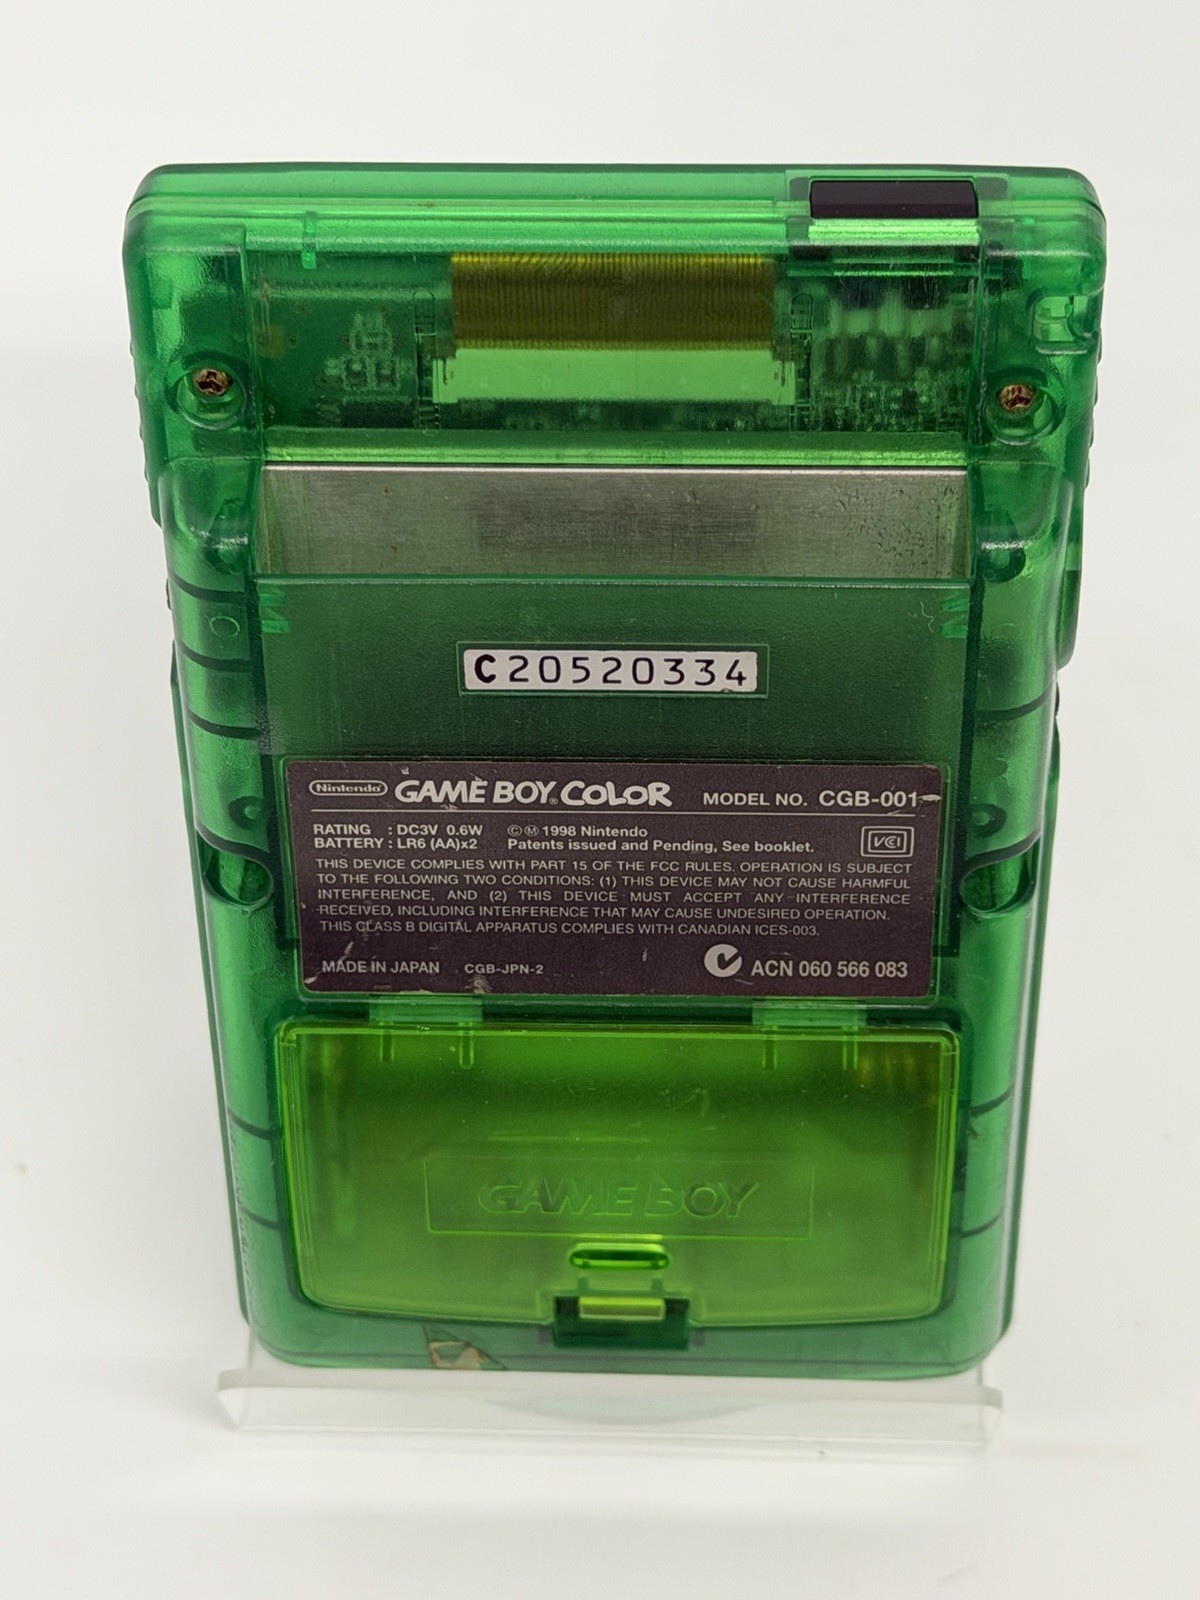 C20520334
Nintendo GAME BOY COLOR MODEL NO. CGB-001
RATING : DC3V 0.6W ©Ⓜ 1998 Nintendo
BATTERY : LR6 (AA)x2 Patents issued and Pending, See booklet.
VCI
THIS DEVICE COMPLIES WITH PART 15 OF THE FCC RULES. OPERATION IS SUBJECT
TO THE FOLLOWING TWO CONDITIONS: (1) THIS DEVICE MAY NOT CAUSE HARMFUL
INTERFERENCE, AND (2) THIS DEVICE MUST ACCEPT ANY INTERFERENCE
RECEIVED, INCLUDING INTERFERENCE THAT MAY CAUSE UNDESIRED OPERATION.
THIS CLASS B DIGITAL APPARATUS COMPLIES WITH CANADIAN ICES-003.
MADE IN JAPAN CGB-JPN-2 ACN 060 566 083
GAME BOY